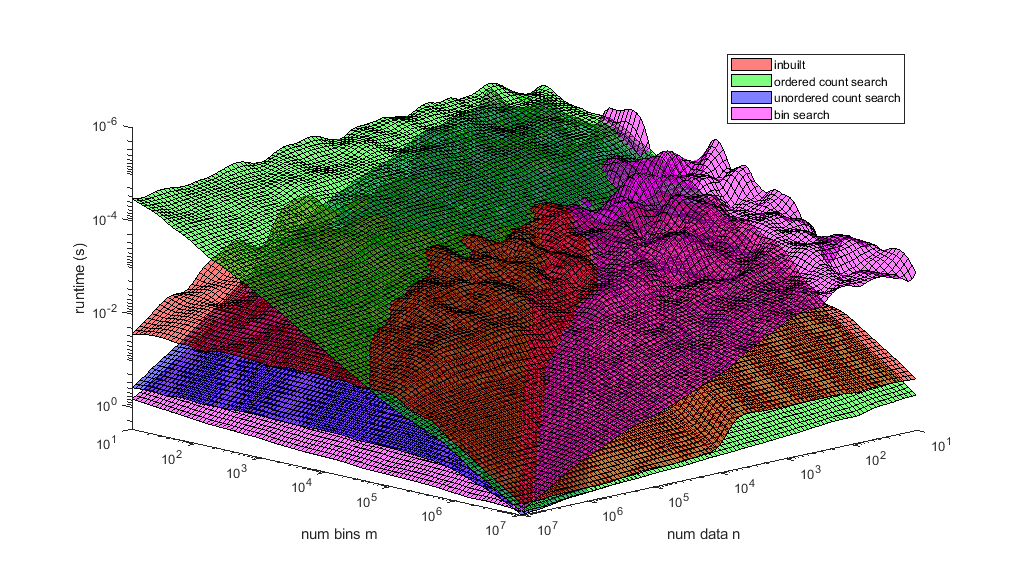 inbuilt
ordered count search
unordered count search
bin search
runtime (s)
10^-6
10^-4
10^-2
10^0
10^1
10^2
10^3
10^4
10^5
10^6
10^7
num bins m
10^7
10^6
10^5
10^4
10^3
10^2
10^1
num data n